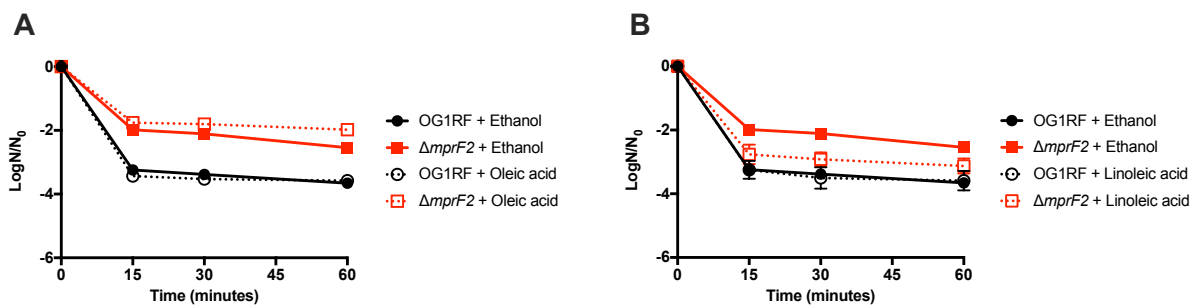 A
LogN/N0
0
-2
-4
-6
0
15
30
45
60
Time (minutes)
OG1RF + Ethanol
ΔmprF2 + Ethanol
OG1RF + Oleic acid
ΔmprF2 + Oleic acid
B
LogN/N0
0
-2
-4
-6
0
15
30
45
60
Time (minutes)
OG1RF + Ethanol
ΔmprF2 + Ethanol
OG1RF + Linoleic acid
ΔmprF2 + Linoleic acid